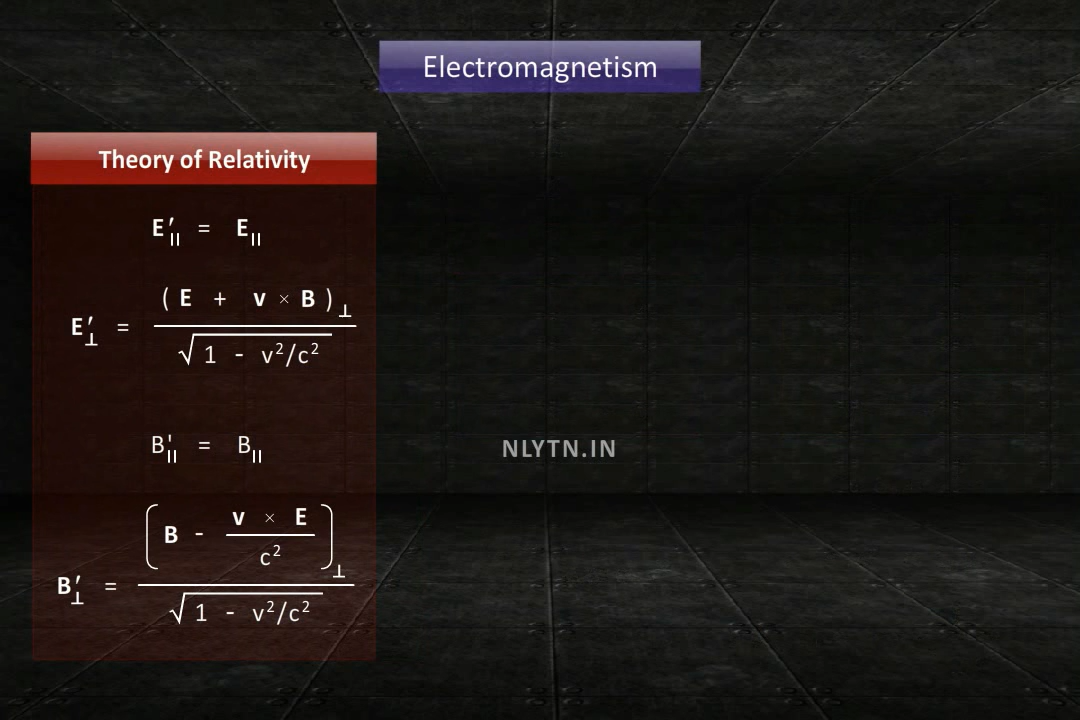 Electromagnetism
Theory of Relativity
E′∥ = E∥
E′⊥ = (E + v × B)⊥ / √1 - v²/c²
B'∥ = B∥
B′⊥ = [B - v × E / c²]⊥ / √1 - v²/c²
NLYTN.IN